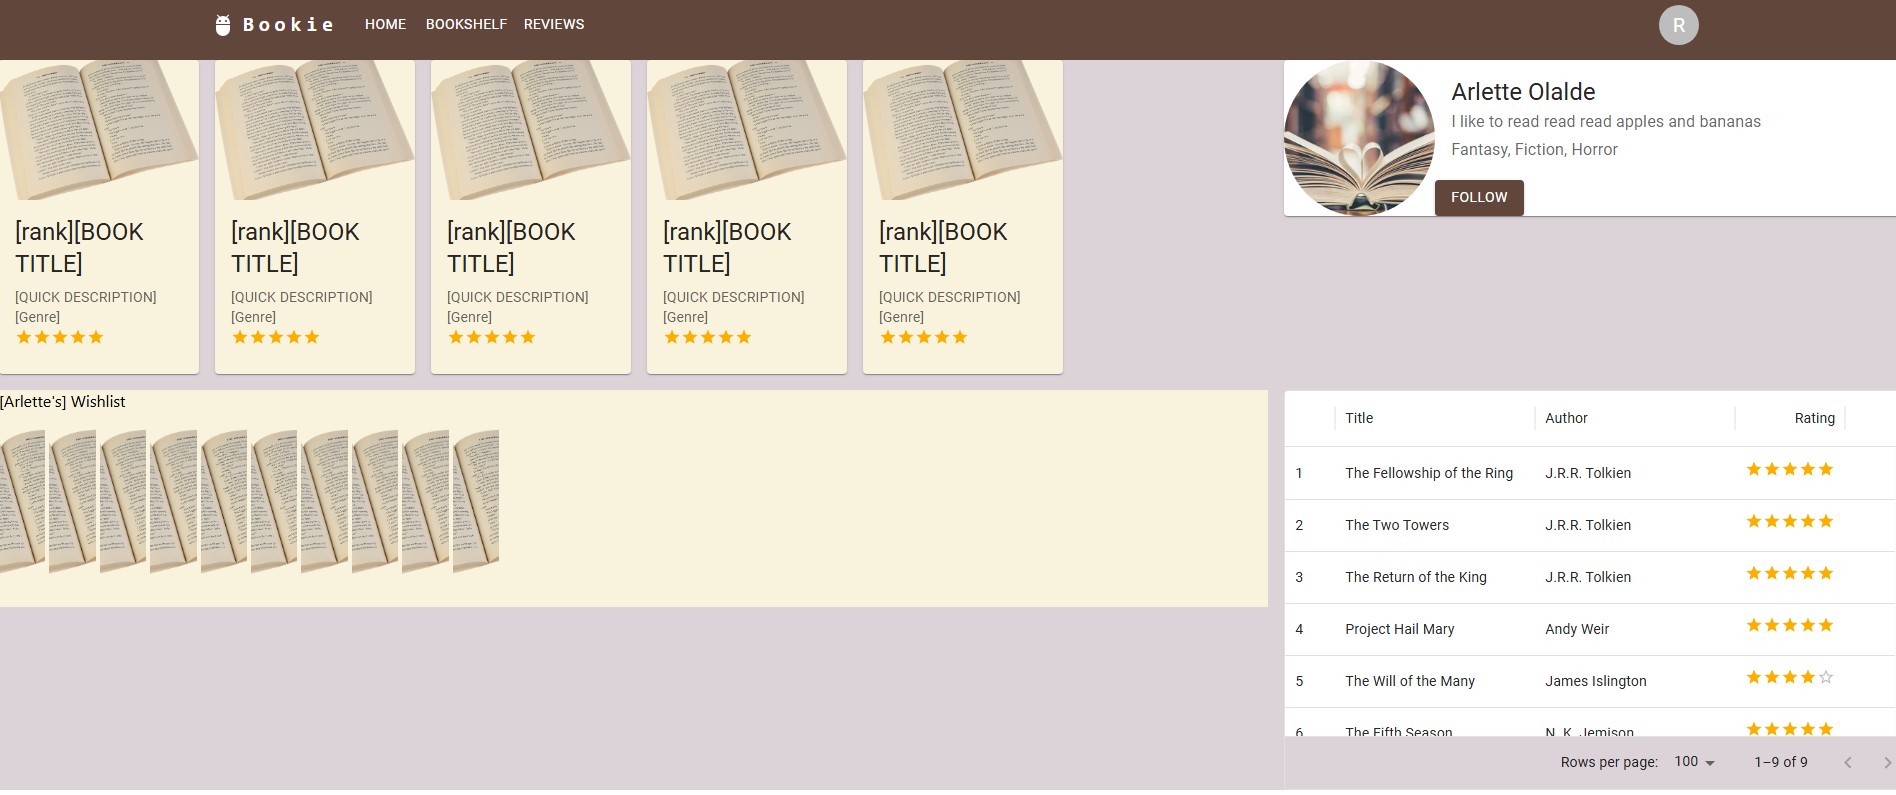 Bookie HOME BOOKSHELF REVIEWS R
[rank][BOOK TITLE]
[QUICK DESCRIPTION]
[Genre]
[rank][BOOK TITLE]
[QUICK DESCRIPTION]
[Genre]
[rank][BOOK TITLE]
[QUICK DESCRIPTION]
[Genre]
[rank][BOOK TITLE]
[QUICK DESCRIPTION]
[Genre]
[rank][BOOK TITLE]
[QUICK DESCRIPTION]
[Genre]
Arlette Olalde
I like to read read read apples and bananas
Fantasy, Fiction, Horror
FOLLOW
[Arlette's] Wishlist
Title Author Rating
1 The Fellowship of the Ring J.R.R. Tolkien
2 The Two Towers J.R.R. Tolkien
3 The Return of the King J.R.R. Tolkien
4 Project Hail Mary Andy Weir
5 The Will of the Many James Islington
6 The Fifth Season N. K. Jemison
Rows per page: 100 1–9 of 9